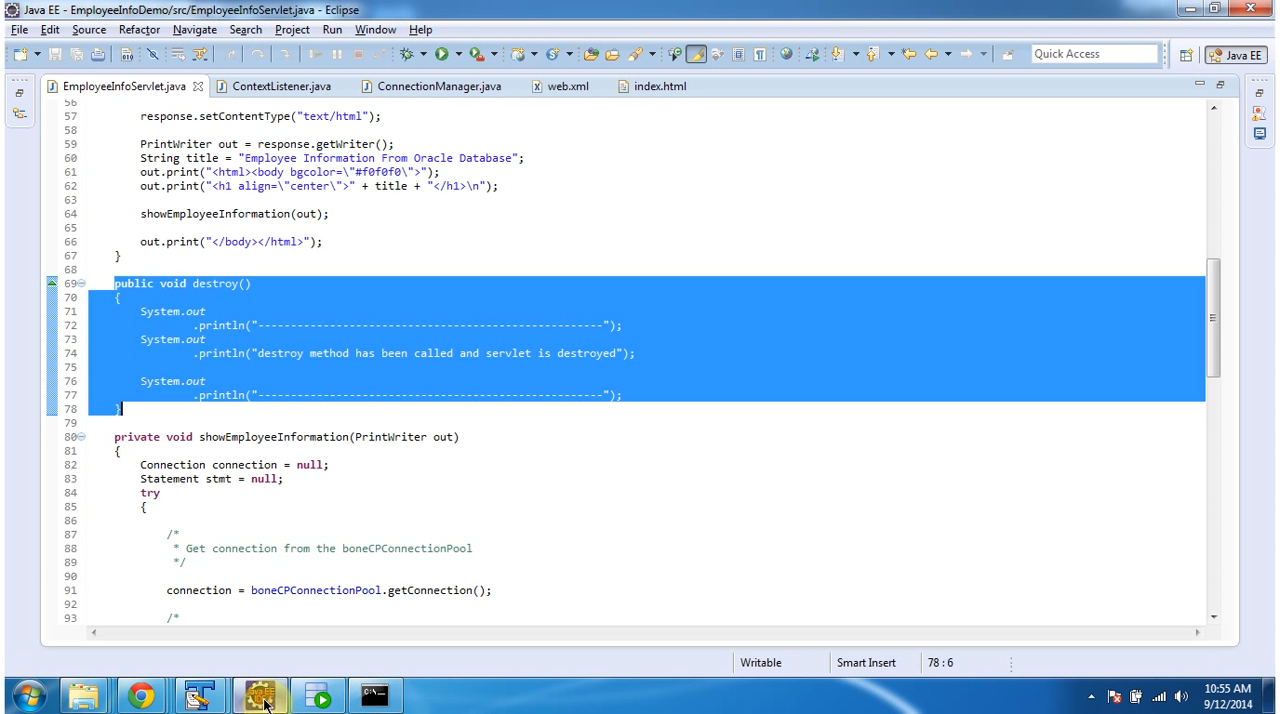 Java EE - EmployeeInfoDemo/src/EmployeeInfoServlet.java - Eclipse
File Edit Source Refactor Navigate Search Project Run Window Help
Quick Access Java EE
EmployeeInfoServlet.java ContextListener.java ConnectionManager.java web.xml index.html
56
57 response.setContentType("text/html");
58
59 PrintWriter out = response.getWriter();
60 String title = "Employee Information From Oracle Database";
61 out.print("<html><body bgcolor=\"#f0f0f0\">");
62 out.print("<h1 align=\"center\">" + title + "</h1>\n");
63
64 showEmployeeInformation(out);
65
66 out.print("</body></html>");
67 }
68
69 public void destroy()
70 {
71 System.out
72 .println("-----------------------------------------------------");
73 System.out
74 .println("destroy method has been called and servlet is destroyed");
75
76 System.out
77 .println("-----------------------------------------------------");
78 }
79
80 private void showEmployeeInformation(PrintWriter out)
81 {
82 Connection connection = null;
83 Statement stmt = null;
84 try
85 {
86
87 /*
88 * Get connection from the boneCPConnectionPool
89 */
90
91 connection = boneCPConnectionPool.getConnection();
92
93 /*
Writable Smart Insert 78 : 6
10:55 AM
9/12/2014